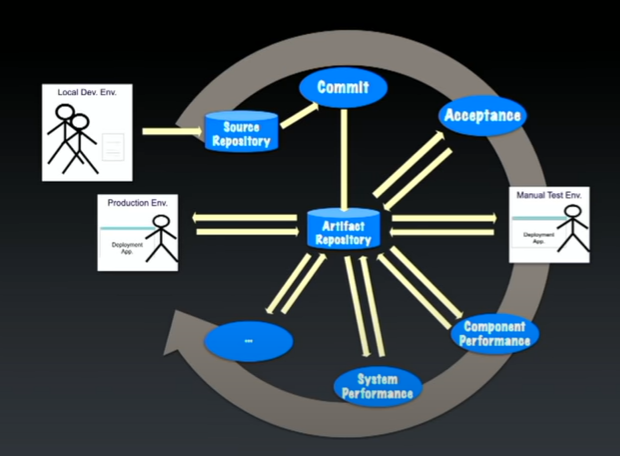 Local Dev. Env.
Commit
Source
Repository
Acceptance
Production Env.
Deployment
App.
Artifact
Repository
Manual Test Env.
Deployment
App.
...
Component
Performance
System
Performance